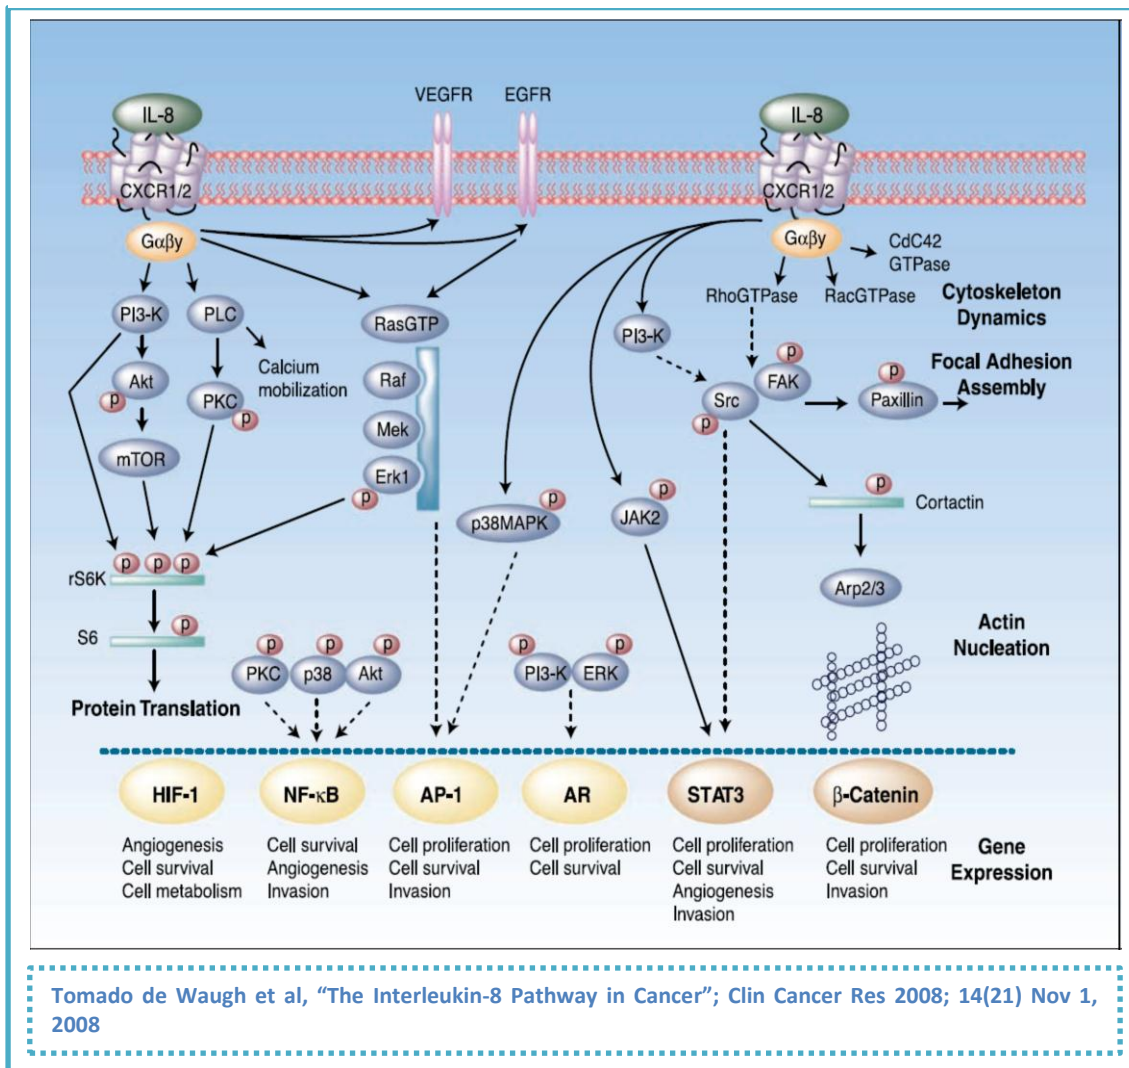 VEGFR EGFR
IL-8
IL-8
CXCR1/2
CXCR1/2
Gαβγ
Gαβγ
CdC42
GTPase
RhoGTPase
RacGTPase
Cytoskeleton
Dynamics
PI3-K
PLC
RasGTP
PI3-K
Calcium
mobilization
Akt
p
PKC
p
Raf
Mek
Erk1
p
mTOR
Src
p
FAK
p
Paxillin
p
Focal Adhesion
Assembly
p38MAPK
p
JAK2
p
p
Cortactin
Arp2/3
rS6K
p
p
p
S6
p
Protein Translation
PKC
p
p38
p
Akt
p
PI3-K
p
ERK
p
Actin
Nucleation
HIF-1
Angiogenesis
Cell survival
Cell metabolism
NF-κB
Cell survival
Angiogenesis
Invasion
AP-1
Cell proliferation
Cell survival
Invasion
AR
Cell proliferation
Cell survival
STAT3
Cell proliferation
Cell survival
Angiogenesis
Invasion
β-Catenin
Cell proliferation
Cell survival
Invasion
Gene
Expression
Tomado de Waugh et al, “The Interleukin-8 Pathway in Cancer”; Clin Cancer Res 2008; 14(21) Nov 1,
2008